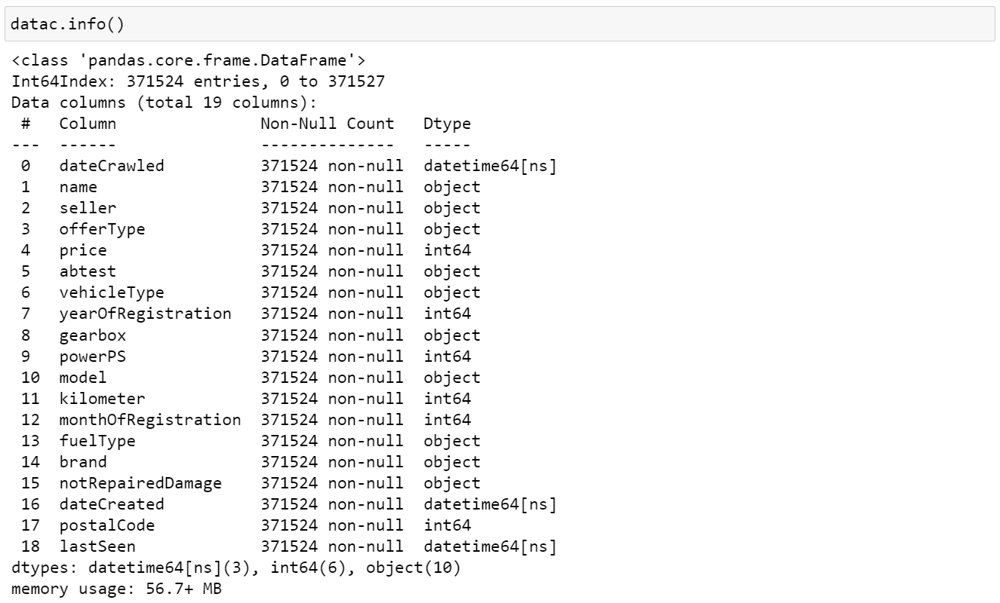 datac.info()
<class 'pandas.core.frame.DataFrame'>
Int64Index: 371524 entries, 0 to 371527
Data columns (total 19 columns):
 #   Column               Non-Null Count   Dtype
---  ------               --------------   -----
 0   dateCrawled          371524 non-null  datetime64[ns]
 1   name                 371524 non-null  object
 2   seller               371524 non-null  object
 3   offerType            371524 non-null  object
 4   price                371524 non-null  int64
 5   abtest               371524 non-null  object
 6   vehicleType          371524 non-null  object
 7   yearOfRegistration   371524 non-null  int64
 8   gearbox              371524 non-null  object
 9   powerPS              371524 non-null  int64
 10  model                371524 non-null  object
 11  kilometer            371524 non-null  int64
 12  monthOfRegistration  371524 non-null  int64
 13  fuelType             371524 non-null  object
 14  brand                371524 non-null  object
 15  notRepairedDamage    371524 non-null  object
 16  dateCreated          371524 non-null  datetime64[ns]
 17  postalCode           371524 non-null  int64
 18  lastSeen             371524 non-null  datetime64[ns]
dtypes: datetime64[ns](3), int64(6), object(10)
memory usage: 56.7+ MB